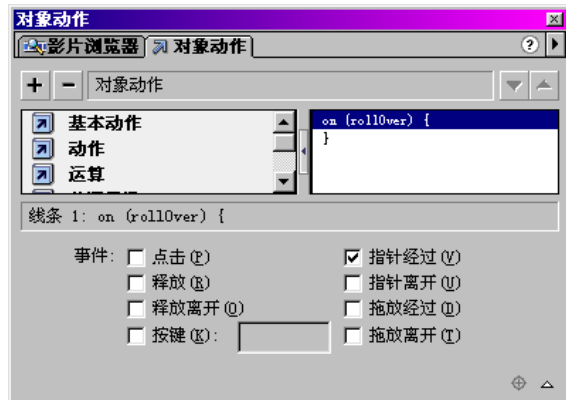 对象动作
影片浏览器 对象动作 ?
+ - 对象动作
基本动作
动作
运算
on (rollOver) {
}
线条 1: on (rollOver) {
事件: 点击(P) 指针经过(V)
释放(R) 指针离开(U)
释放离开(O) 拖放经过(D)
按键(K): 拖放离开(T)